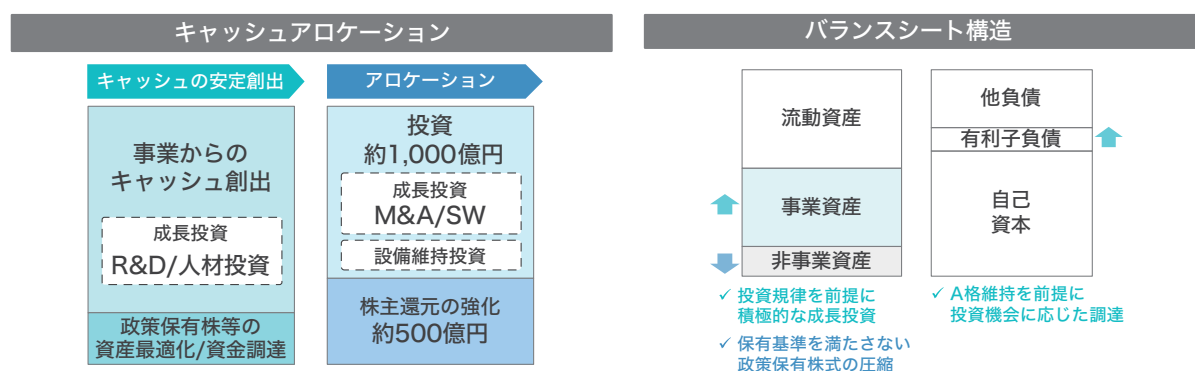 キャッシュアロケーション
キャッシュの安定創出
アロケーション
事業からの
キャッシュ創出
成長投資
R&D/人材投資
政策保有株等の
資産最適化/資金調達
投資
約1,000億円
成長投資
M&A/SW
設備維持投資
株主還元の強化
約500億円
バランスシート構造
流動資産
事業資産
非事業資産
他負債
有利子負債
自己
資本
✓ 投資規律を前提に
積極的な成長投資
✓ 保有基準を満たさない
政策保有株式の圧縮
✓ A格維持を前提に
投資機会に応じた調達